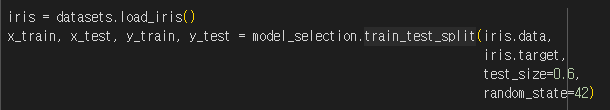 iris = datasets.load_iris()
x_train, x_test, y_train, y_test = model_selection.train_test_split(iris.data,
iris.target,
test_size=0.6,
random_state=42)